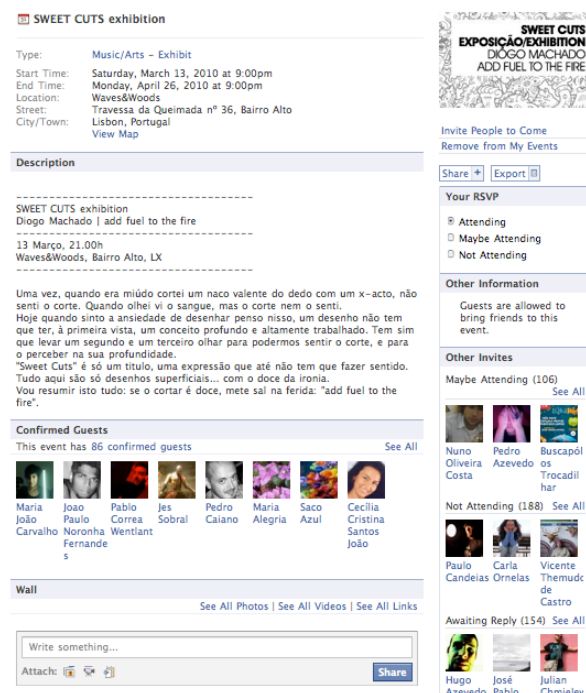 SWEET CUTS exhibition
Type: Music/Arts - Exhibit
Start Time: Saturday, March 13, 2010 at 9:00pm
End Time: Monday, April 26, 2010 at 9:00pm
Location: Waves&Woods
Street: Travessa da Queimada nº 36, Bairro Alto
City/Town: Lisbon, Portugal
View Map
Description
SWEET CUTS exhibition
Diogo Machado | add fuel to the fire
13 Março, 21.00h
Waves&Woods, Bairro Alto, LX
Uma vez, quando era miúdo cortei um naco valente do dedo com um x-acto, não
senti o corte. Quando olhei vi o sangue, mas o corte nem o senti.
Hoje quando sinto a ansiedade de desenhar penso nisso, um desenho não tem
que ter, à primeira vista, um conceito profundo e altamente trabalhado. Tem sim
que levar um segundo e um terceiro olhar para podermos sentir o corte, e para
o perceber na sua profundidade.
"Sweet Cuts" é só um titulo, uma expressão que até não tem que fazer sentido.
Tudo aqui são só desenhos superficiais... com o doce da ironia.
Vou resumir isto tudo: se o cortar é doce, mete sal na ferida: "add fuel to the
fire".
Confirmed Guests
This event has 86 confirmed guests See All
Maria João Carvalho
Joao Paulo Noronha Fernandes
Pablo Correa Wentlant
Jes Sobral
Pedro Caiano
Maria Alegria
Saco Azul
Cecília Cristina Santos João
Wall
See All Photos | See All Videos | See All Links
Write something...
Attach: Share
SWEET CUTS
EXPOSIÇÃO/EXHIBITION
DIOGO MACHADO
ADD FUEL TO THE FIRE
Invite People to Come
Remove from My Events
Share + Export
Your RSVP
Attending
Maybe Attending
Not Attending
Other Information
Guests are allowed to
bring friends to this
event.
Other Invites
Maybe Attending (106)
See All
Nuno Oliveira Costa
Pedro Azevedo
Buscapólos Trocadilhar
Not Attending (188) See All
Paulo Candeias
Carla Ornelas
Vicente Themudo de Castro
Awaiting Reply (154) See All
Hugo Azevedo
José Pablo
Julian